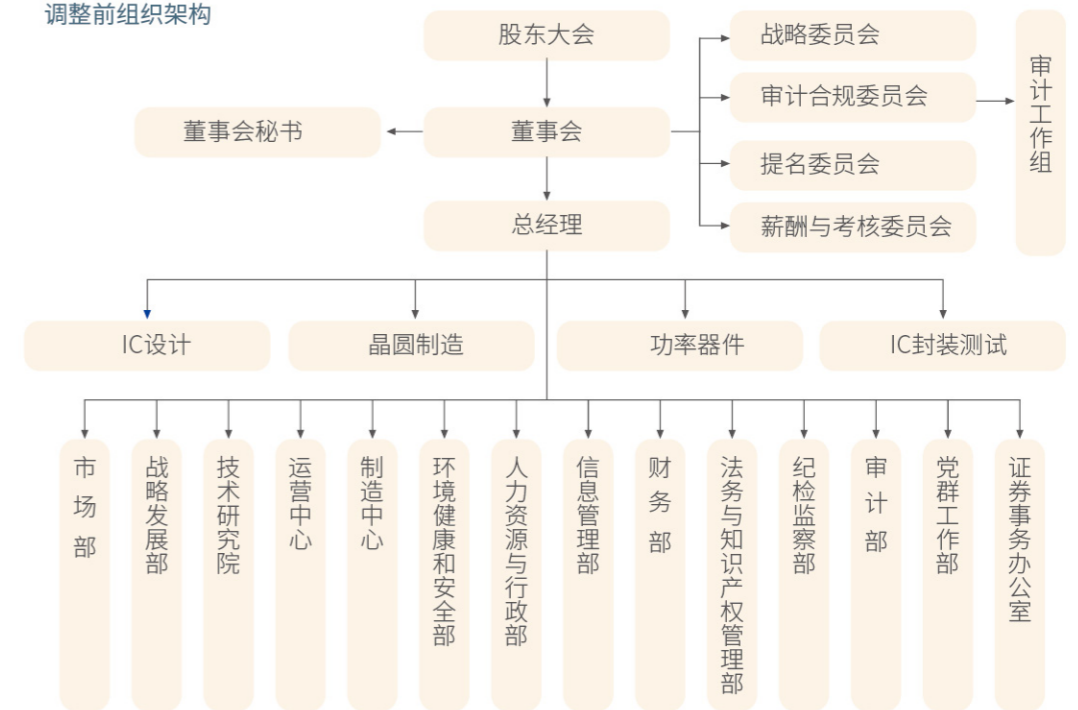 调整前组织架构
股东大会
战略委员会
审计合规委员会
审计工作组
董事会秘书
董事会
提名委员会
总经理
薪酬与考核委员会
IC设计
晶圆制造
功率器件
IC封装测试
市场部
战略发展部
技术研究院
运营中心
制造中心
环境健康和安全部
人力资源与行政部
信息管理部
财务部
法务与知识产权管理部
纪检监察部
审计部
党群工作部
证券事务办公室